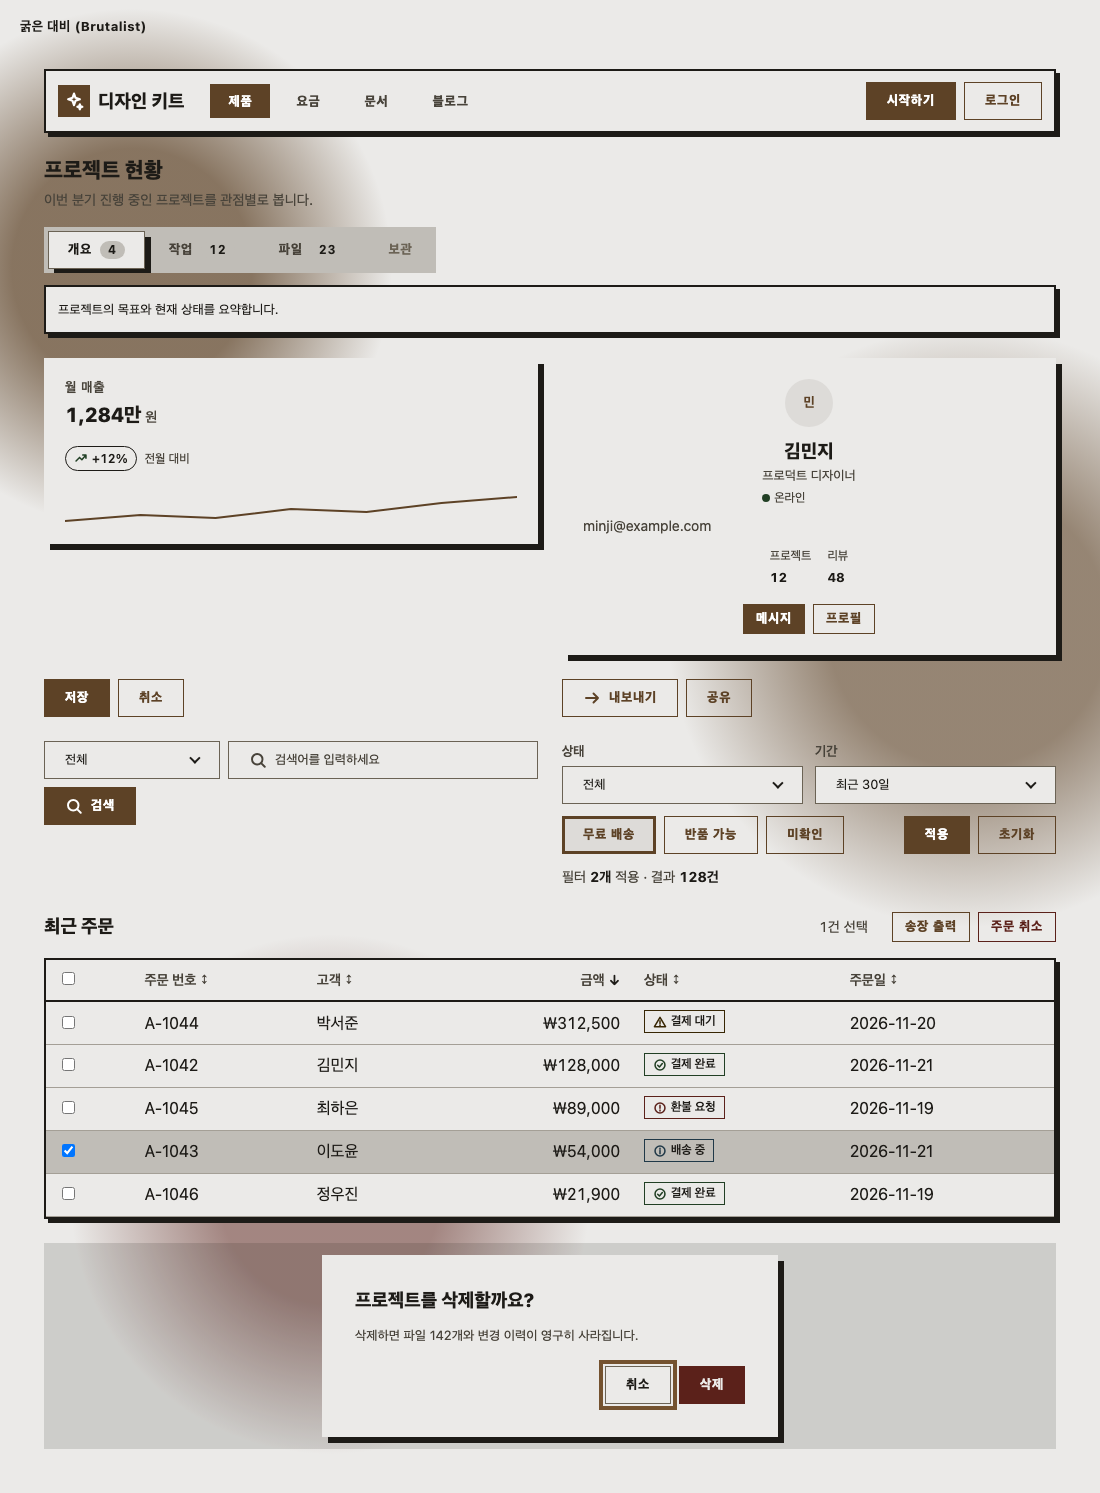 굵은 대비 (Brutalist)
디자인 키트 제품 요금 문서 블로그 시작하기 로그인
프로젝트 현황
이번 분기 진행 중인 프로젝트를 관점별로 봅니다.
개요 4 작업 12 파일 23 보관
프로젝트의 목표와 현재 상태를 요약합니다.
월 매출
1,284만 원
+12% 전월 대비
민
김민지
프로덕트 디자이너
온라인
minji@example.com
프로젝트 리뷰
12 48
메시지 프로필
저장 취소
내보내기 공유
전체 검색어를 입력하세요
검색
상태 기간
전체 최근 30일
무료 배송 반품 가능 미확인 적용 초기화
필터 2개 적용 · 결과 128건
최근 주문 1건 선택 송장 출력 주문 취소
주문 번호 ↕ 고객 ↕ 금액 ↓ 상태 ↕ 주문일 ↕
A-1044 박서준 ₩312,500 결제 대기 2026-11-20
A-1042 김민지 ₩128,000 결제 완료 2026-11-21
A-1045 최하은 ₩89,000 환불 요청 2026-11-19
A-1043 이도윤 ₩54,000 배송 중 2026-11-21
A-1046 정우진 ₩21,900 결제 완료 2026-11-19
프로젝트를 삭제할까요?
삭제하면 파일 142개와 변경 이력이 영구히 사라집니다.
취소 삭제